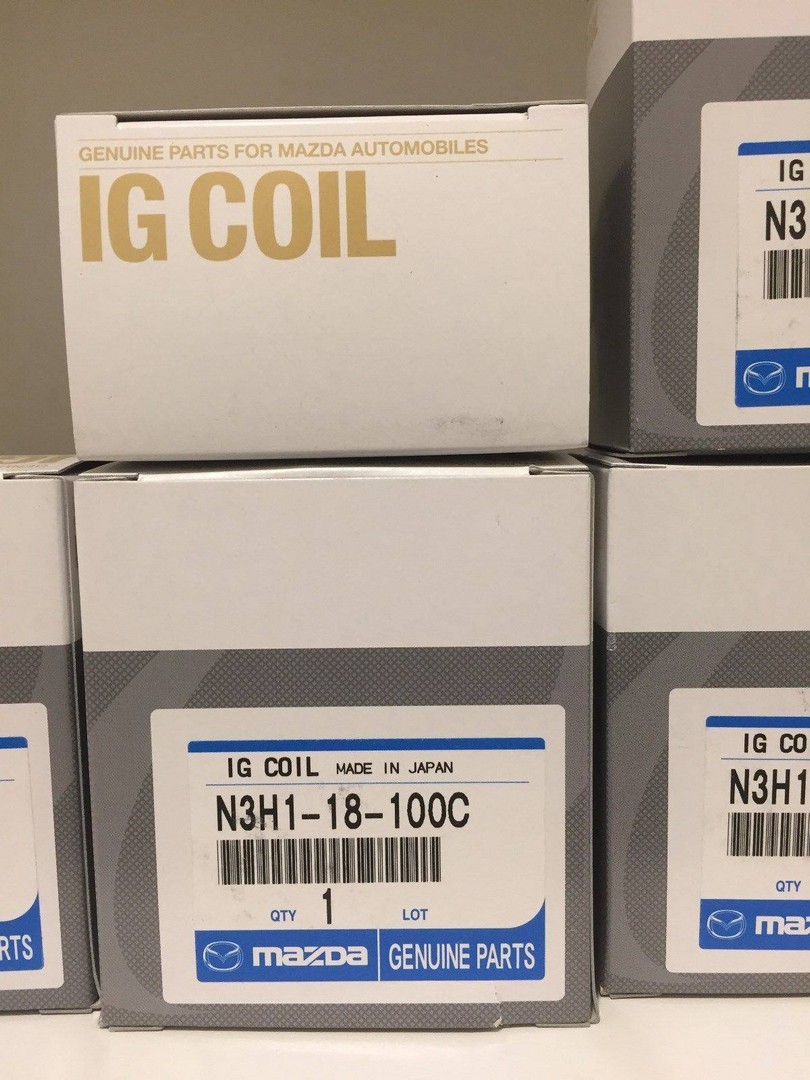 GENUINE PARTS FOR MAZDA AUTOMOBILES
IG COIL
IG
N3
IG COIL MADE IN JAPAN
N3H1-18-100C
QTY 1 LOT
mazda GENUINE PARTS
IG CO
N3H1
QTY
maz
RTS